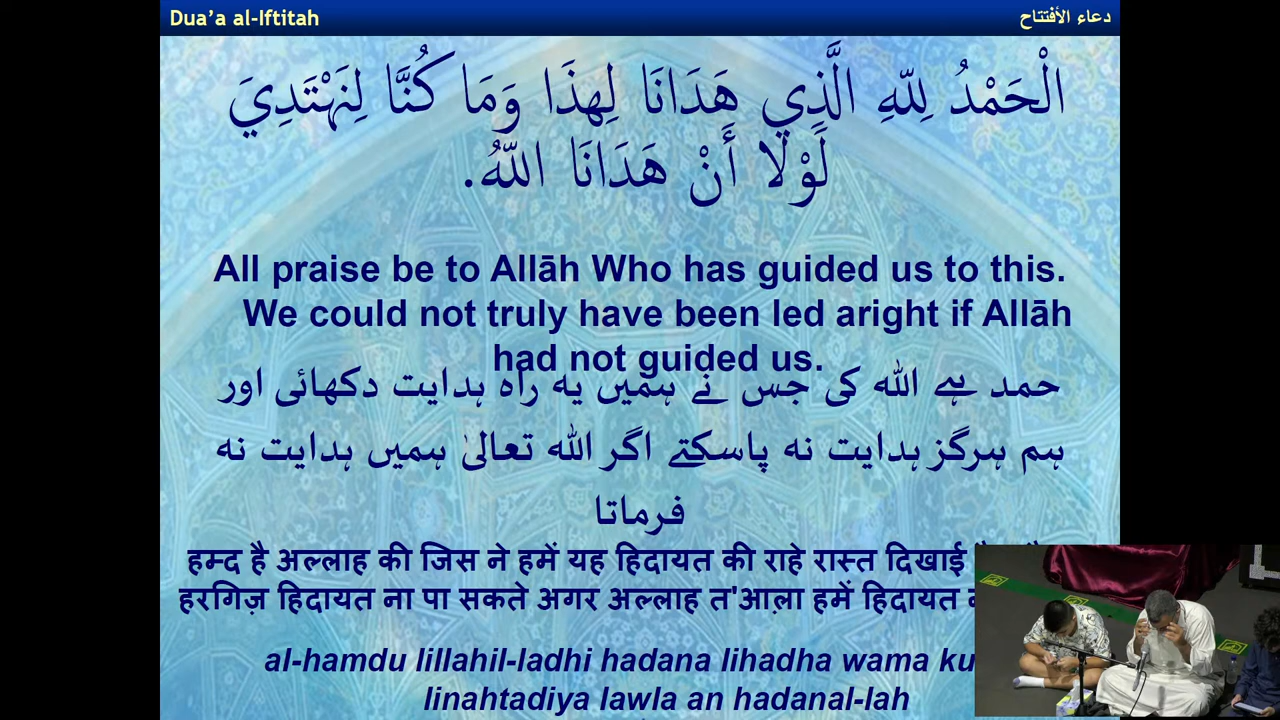 Dua'a al-Iftitah
دعاء الأفتتاح
الْحَمْدُ لِلّهِ الَّذِي هَدَانَا لِهذَا وَمَا كُنَّا لِنَهْتَدِيَ
لَوْلَا أَنْ هَدَانَا اللّهُ.
All praise be to Allāh Who has guided us to this.
We could not truly have been led aright if Allāh
had not guided us.
حمد ہے اللہ کی جس نے ہمیں یہ راہ ہدایت دکھائی اور
ہم ہرگز ہدایت نہ پاسکتے اگر اللہ تعالیٰ ہمیں ہدایت نہ
فرماتا
हम्द है अल्लाह की जिस ने हमें यह हिदायत की राहे रास्त दिखाई
हरगिज़ हिदायत ना पा सकते अगर अल्लाह त'आल़ा हमें हिदायत
al-hamdu lillahil-ladhi hadana lihadha wama ku
linahtadiya lawla an hadanal-lah